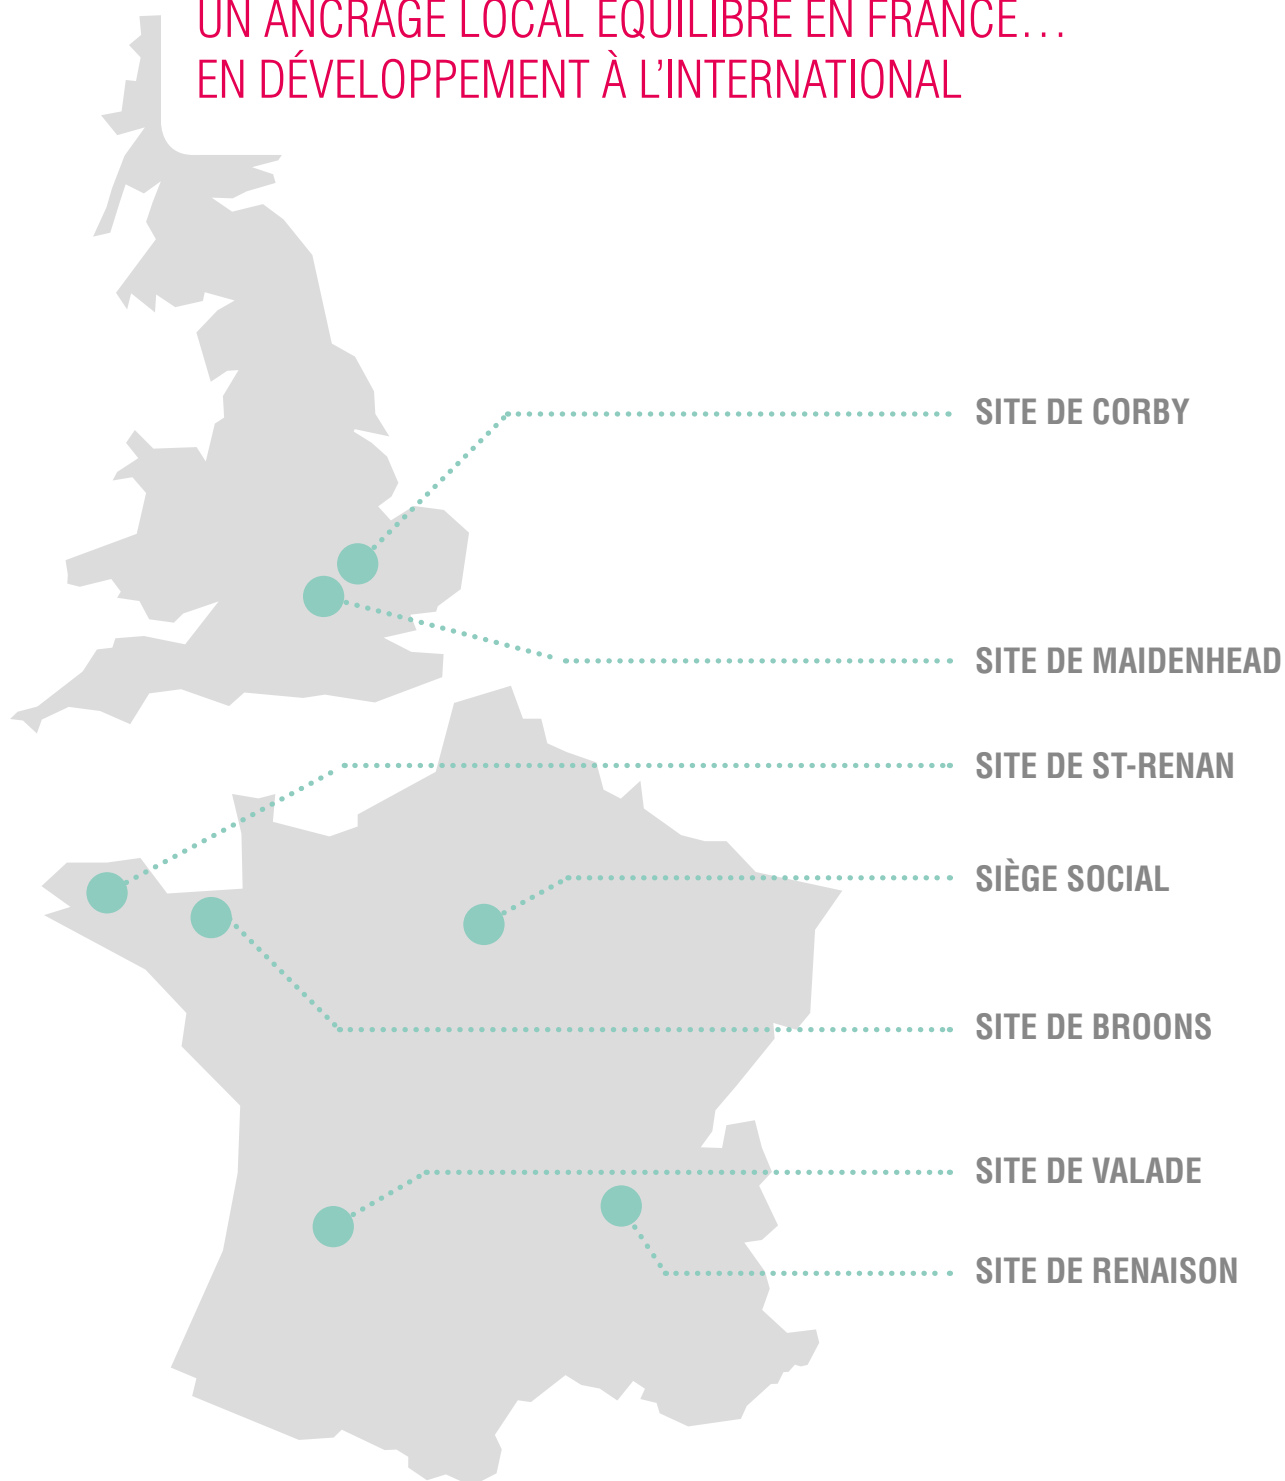 UN ANCRAGE LOCAL ÉQUILIBRÉ EN FRANCE...
EN DÉVELOPPEMENT À L'INTERNATIONAL
SITE DE CORBY
SITE DE MAIDENHEAD
SITE DE ST-RENAN
SIÈGE SOCIAL
SITE DE BROONS
SITE DE VALADE
SITE DE RENAISON